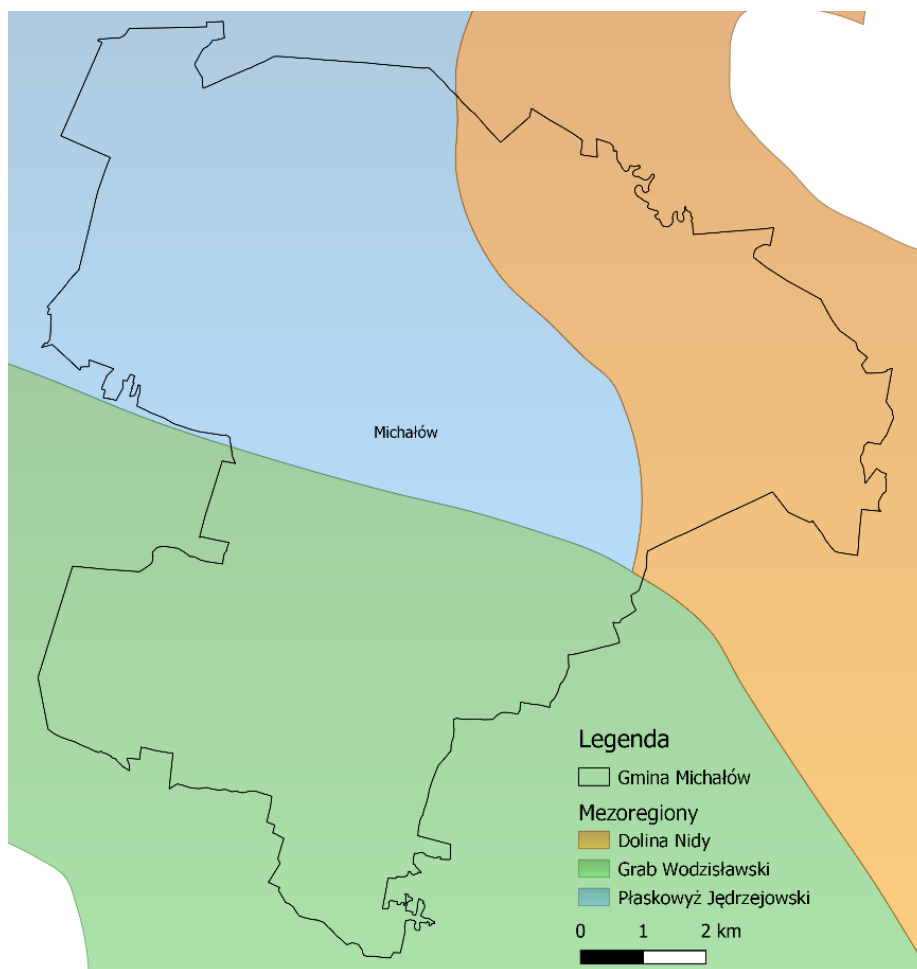 Michałów
Legenda
Gmina Michałów
Mezoregiony
Dolina Nidy
Grab Wodzisławski
Płaskowyż Jędrzejowski
0 1 2 km